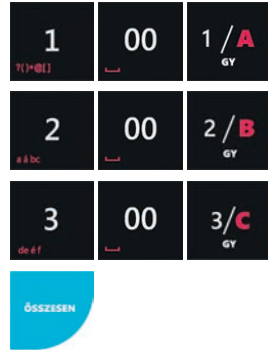 1 00 1/A
?()*@[] GY
2 00 2/B
a á b c GY
3 00 3/C
d e é f GY
ÖSSZESEN